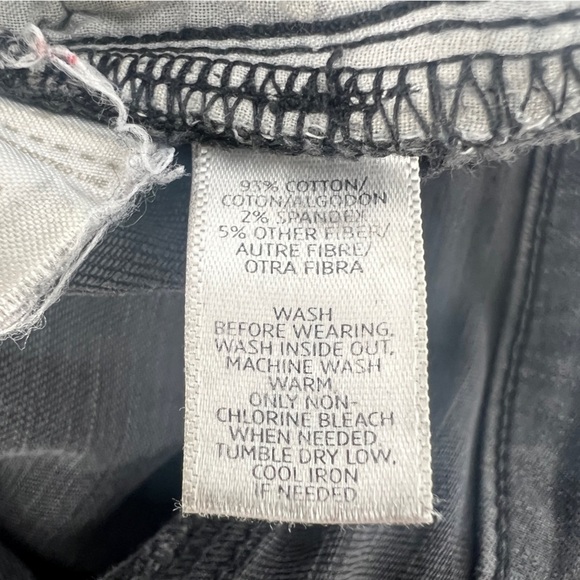 93% COTTON/
COTON/ALGODON
2% SPANDEX
5% OTHER FIBER/
AUTRE FIBRE/
OTRA FIBRA
WASH
BEFORE WEARING,
WASH INSIDE OUT,
MACHINE WASH
WARM,
ONLY NON-
CHLORINE BLEACH
WHEN NEEDED,
TUMBLE DRY LOW,
COOL IRON
IF NEEDED